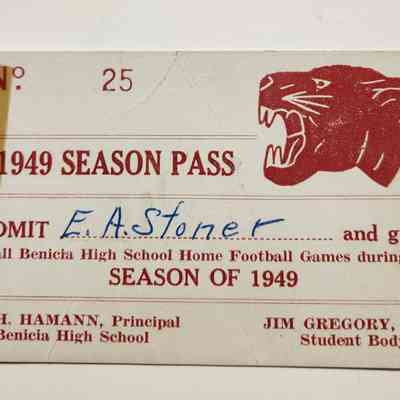 Nº. 25
1949 SEASON PASS
DMIT E. A. Stoner and g
all Benicia High School Home Football Games during
SEASON OF 1949
H. HAMANN, Principal JIM GREGORY,
Benicia High School Student Body